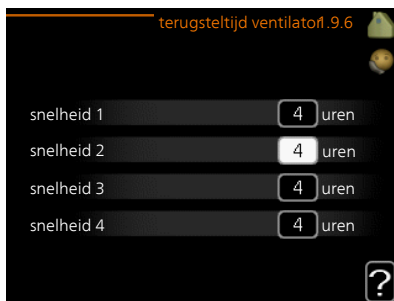 terugsteltijd ventilator1.9.6
snelheid 1 4 uren
snelheid 2 4 uren
snelheid 3 4 uren
snelheid 4 4 uren
?